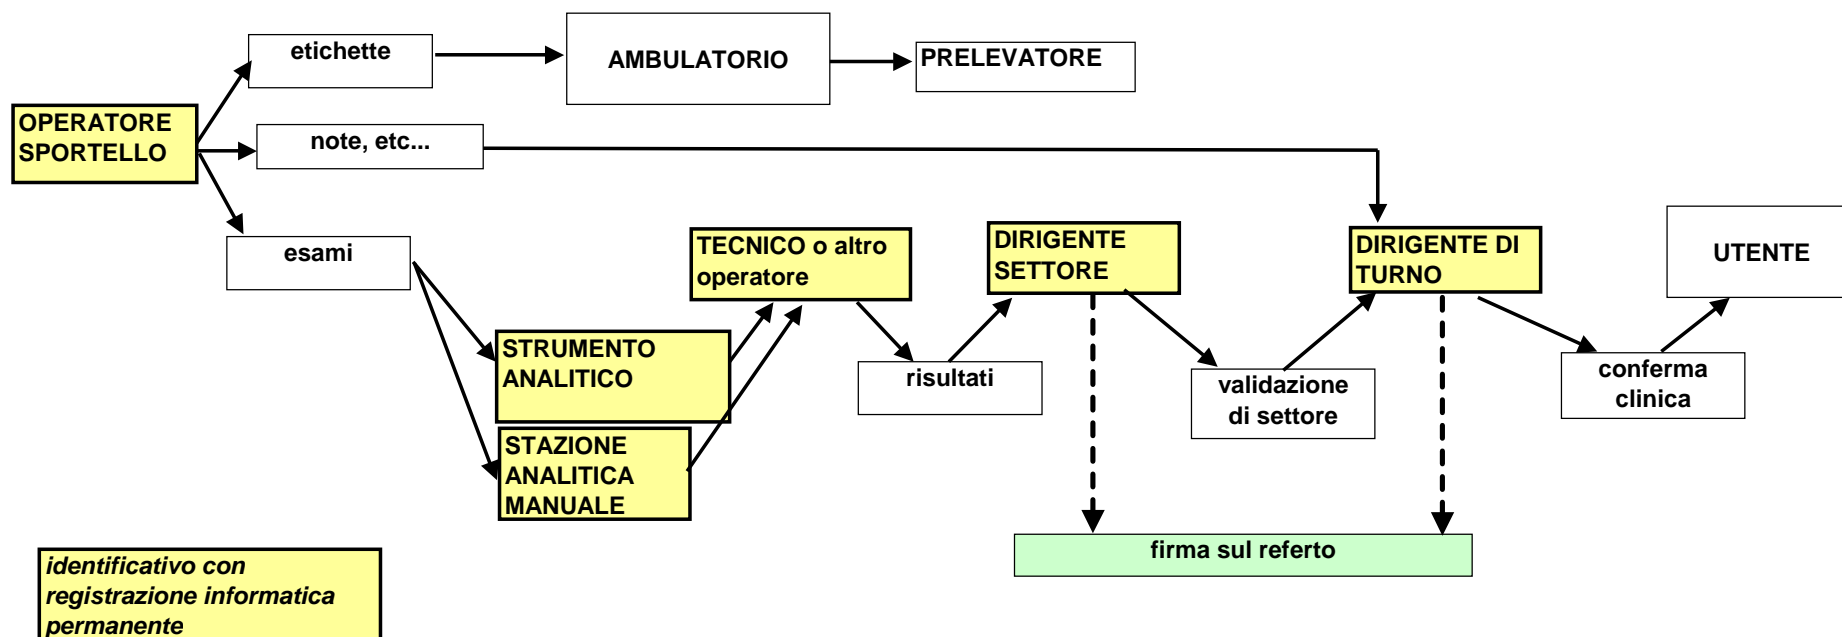 etichette
AMBULATORIO
PRELEVATORE
OPERATORE
SPORTELLO
note, etc...
esami
TECNICO o altro
operatore
DIRIGENTE
SETTORE
DIRIGENTE DI
TURNO
UTENTE
STRUMENTO
ANALITICO
risultati
validazione
di settore
conferma
clinica
STAZIONE
ANALITICA
MANUALE
firma sul referto
identificativo con
registrazione informatica
permanente